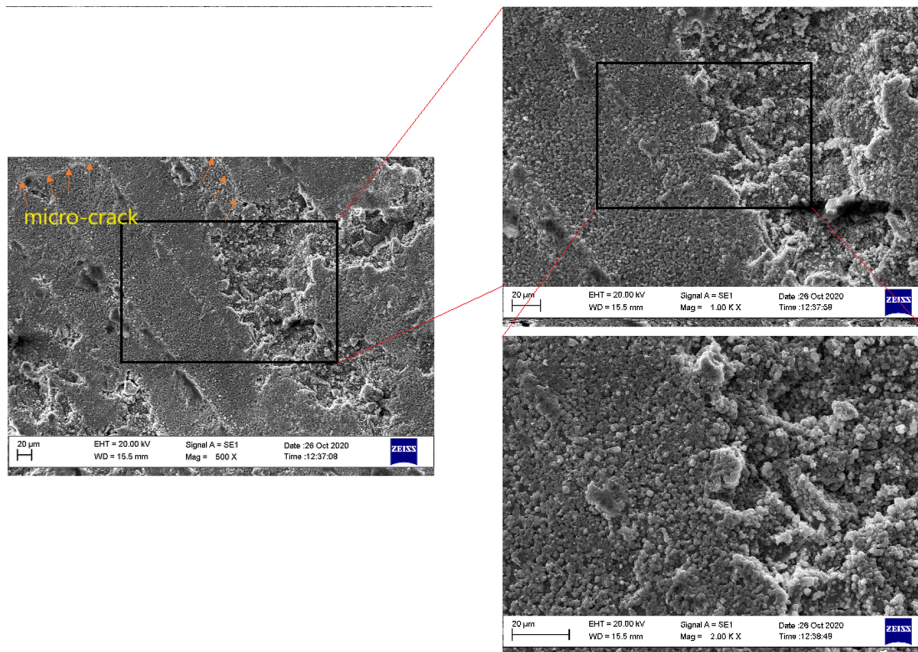 micro-crack
20 µm
EHT = 20.00 kV
WD = 15.5 mm
Signal A = SE1
Mag = 500 X
Date :26 Oct 2020
Time :12:37:08
ZEISS
20 µm
EHT = 20.00 kV
WD = 15.5 mm
Signal A = SE1
Mag = 1.00 K X
Date :26 Oct 2020
Time :12:37:58
ZEISS
20 µm
EHT = 20.00 kV
WD = 15.5 mm
Signal A = SE1
Mag = 2.00 K X
Date :26 Oct 2020
Time :12:38:49
ZEISS